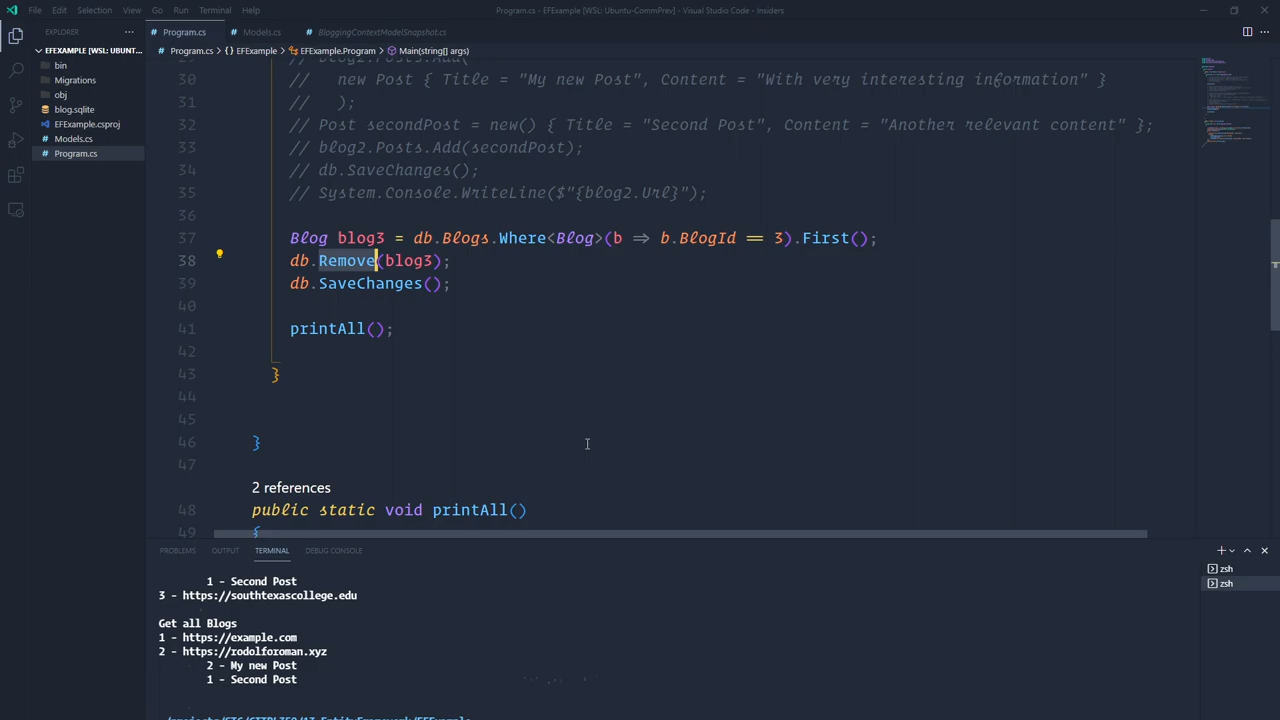 File Edit Selection View Go Run Terminal Help
Program.cs - EFExample [WSL: Ubuntu-CommPrev] - Visual Studio Code - Insiders
EXPLORER
EFEXAMPLE [WSL: UBUNT...
bin
Migrations
obj
blog.sqlite
EFExample.csproj
Models.cs
Program.cs
Program.cs Models.cs BloggingContextModelSnapshot.cs
Program.cs > {} EFExample > EFExample.Program > Main(string[] args)
29 // blog2.Posts.Add(
30 // new Post { Title = "My new Post", Content = "With very interesting information" }
31 // );
32 // Post secondPost = new() { Title = "Second Post", Content = "Another relevant content" };
33 // blog2.Posts.Add(secondPost);
34 // db.SaveChanges();
35 // System.Console.WriteLine($"{blog2.Url}");
36
37 Blog blog3 = db.Blogs.Where<Blog>(b => b.BlogId == 3).First();
38 db.Remove(blog3);
39 db.SaveChanges();
40
41 printAll();
42
43 }
44
45
46 }
47
2 references
48 public static void printAll()
49 {
PROBLEMS OUTPUT TERMINAL DEBUG CONSOLE
zsh
zsh
1 - Second Post
3 - https://southtexascollege.edu
Get all Blogs
1 - https://example.com
2 - https://rodolforoman.xyz
2 - My new Post
1 - Second Post